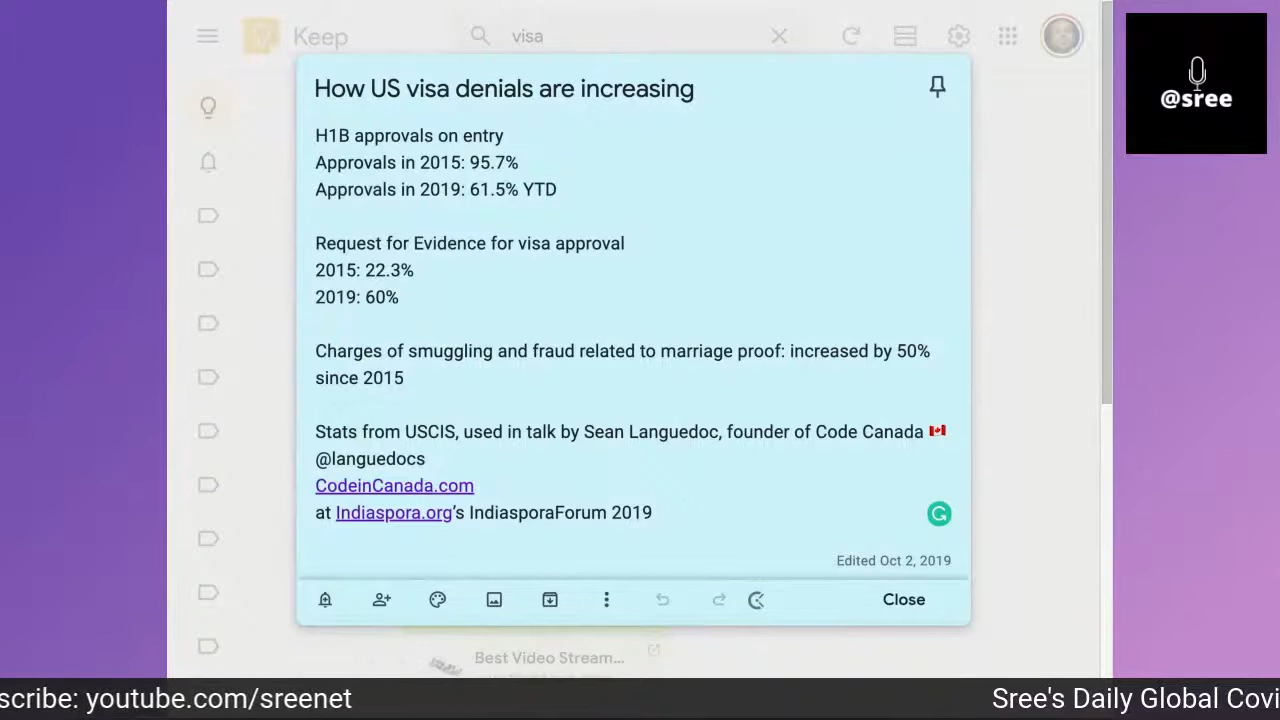 Keep
visa
@sree
How US visa denials are increasing
H1B approvals on entry
Approvals in 2015: 95.7%
Approvals in 2019: 61.5% YTD
Request for Evidence for visa approval
2015: 22.3%
2019: 60%
Charges of smuggling and fraud related to marriage proof: increased by 50%
since 2015
Stats from USCIS, used in talk by Sean Languedoc, founder of Code Canada 🇨🇦
@languedocs
CodeinCanada.com
at Indiaspora.org’s IndiasporaForum 2019
Edited Oct 2, 2019
Close
Best Video Stream...
scribe: youtube.com/sreenet
Sree's Daily Global Covi